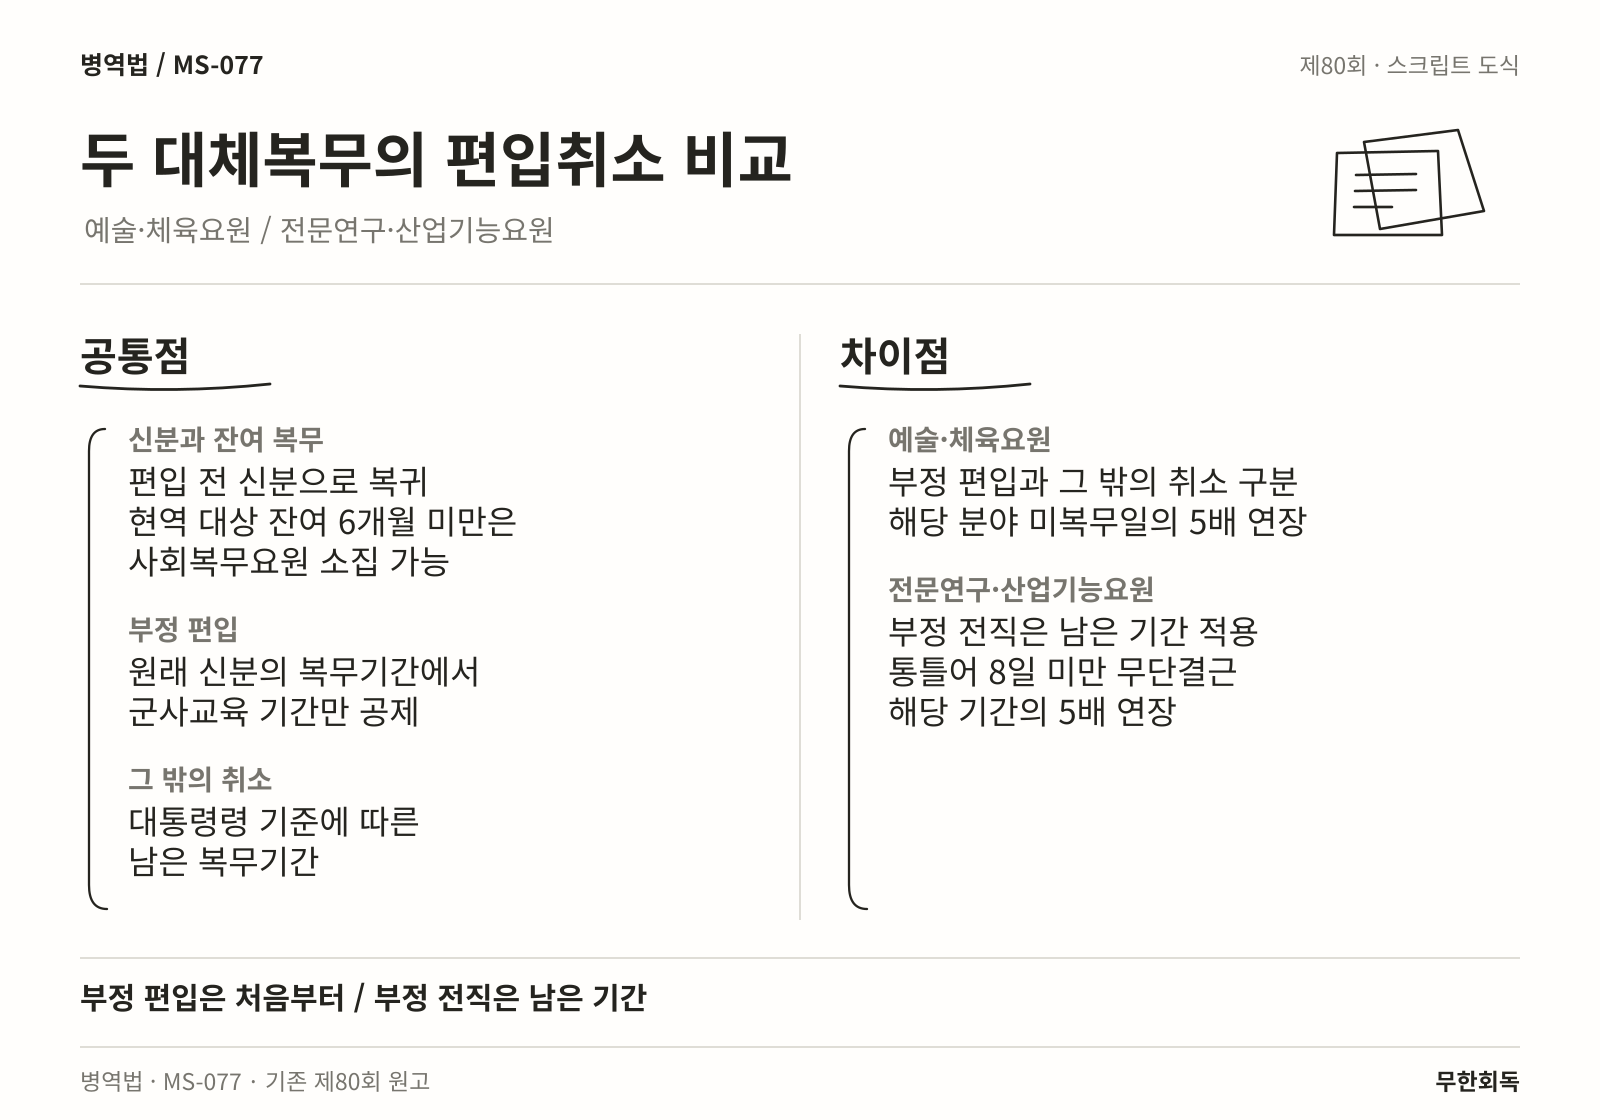 병역법 / MS-077
제80회 · 스크립트 도식
두 대체복무의 편입취소 비교
예술·체육요원 / 전문연구·산업기능요원
공통점
신분과 잔여 복무
편입 전 신분으로 복귀
현역 대상 잔여 6개월 미만은
사회복무요원 소집 가능
부정 편입
원래 신분의 복무기간에서
군사교육 기간만 공제
그 밖의 취소
대통령령 기준에 따른
남은 복무기간
차이점
예술·체육요원
부정 편입과 그 밖의 취소 구분
해당 분야 미복무일의 5배 연장
전문연구·산업기능요원
부정 전직은 남은 기간 적용
통틀어 8일 미만 무단결근
해당 기간의 5배 연장
부정 편입은 처음부터 / 부정 전직은 남은 기간
병역법 · MS-077 · 기존 제80회 원고
무한회독